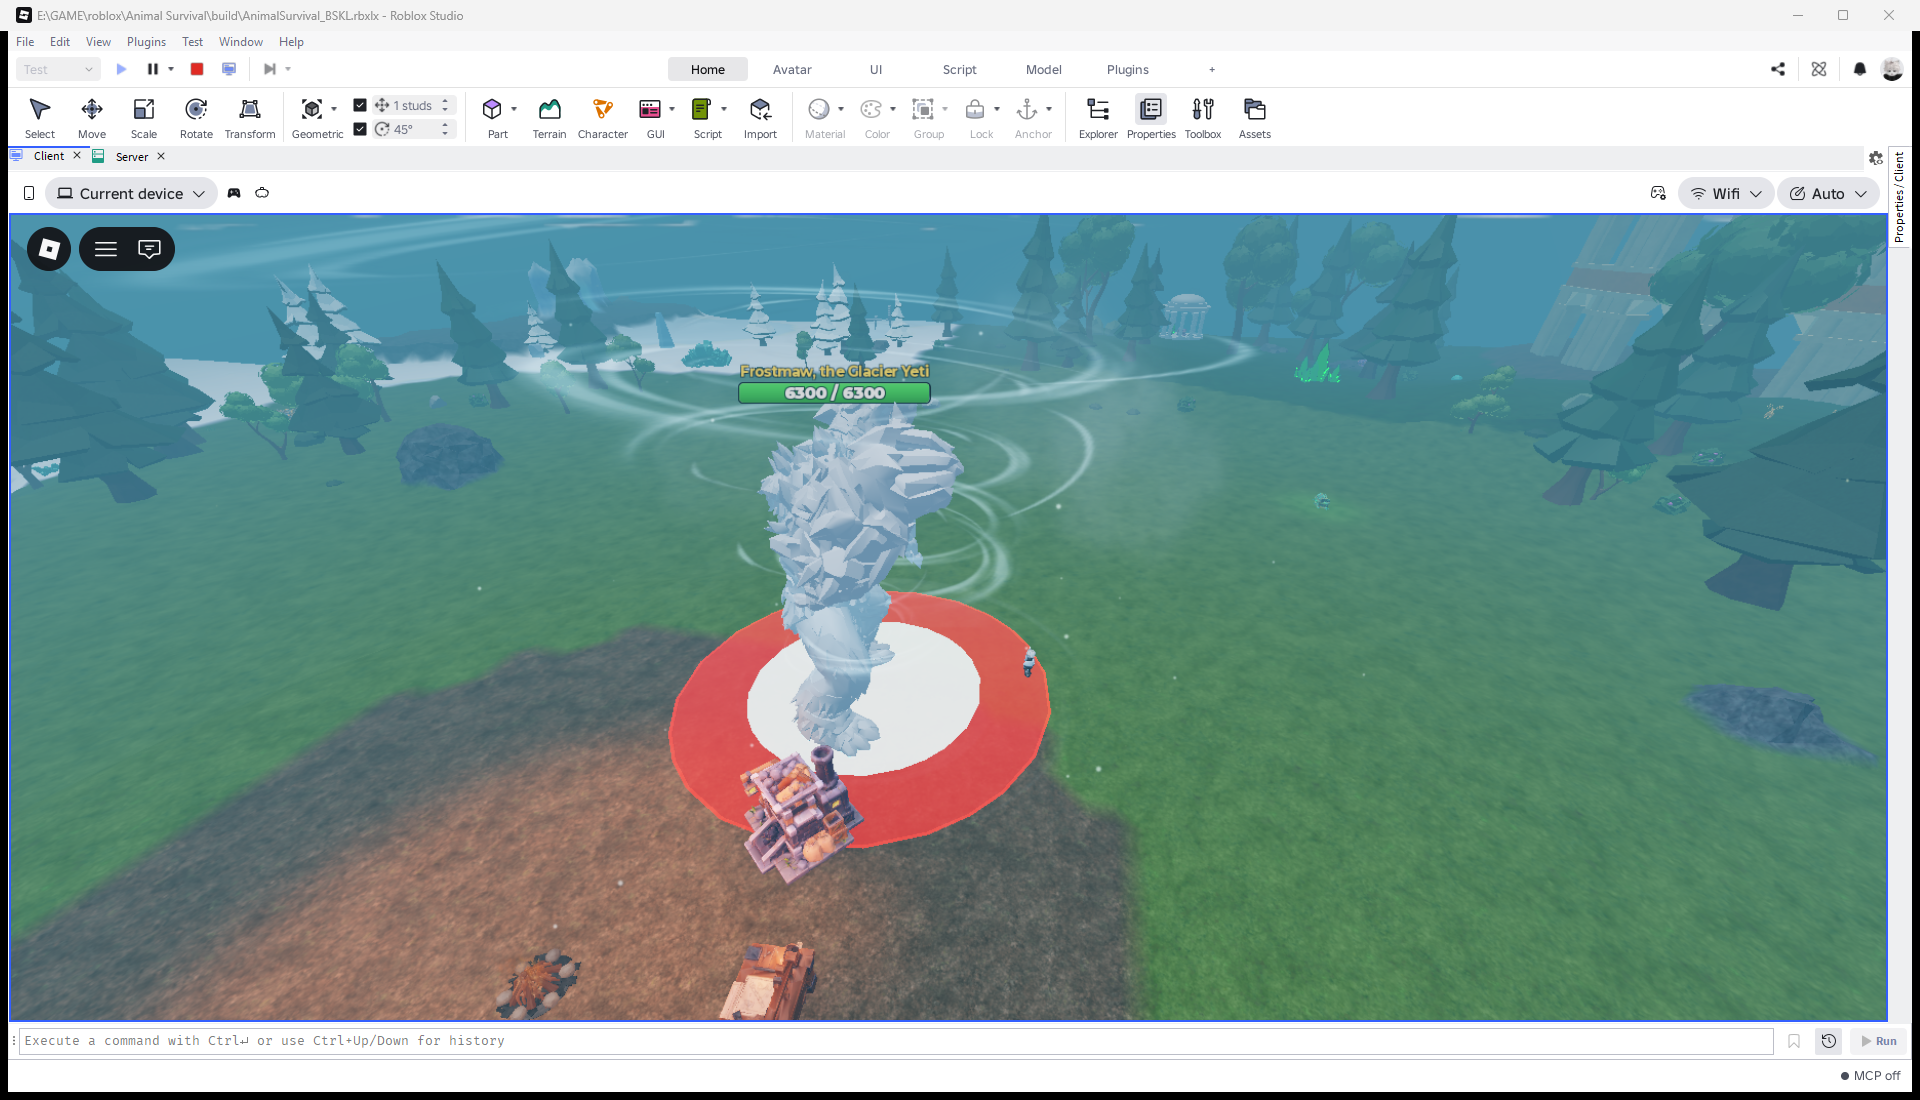 E:\GAME\roblox\Animal Survival\build\AnimalSurvival_BSKL.rbxlx - Roblox Studio
File Edit View Plugins Test Window Help
Test
Home Avatar UI Script Model Plugins +
1 studs
45°
Select Move Scale Rotate Transform Geometric Part Terrain Character GUI Script Import Material Color Group Lock Anchor Explorer Properties Toolbox Assets
Client Server
Properties / Client
Current device
Wifi
Auto
Frostmaw, the Glacier Yeti
6300 / 6300
Execute a command with Ctrl↵ or use Ctrl+Up/Down for history
Run
MCP off